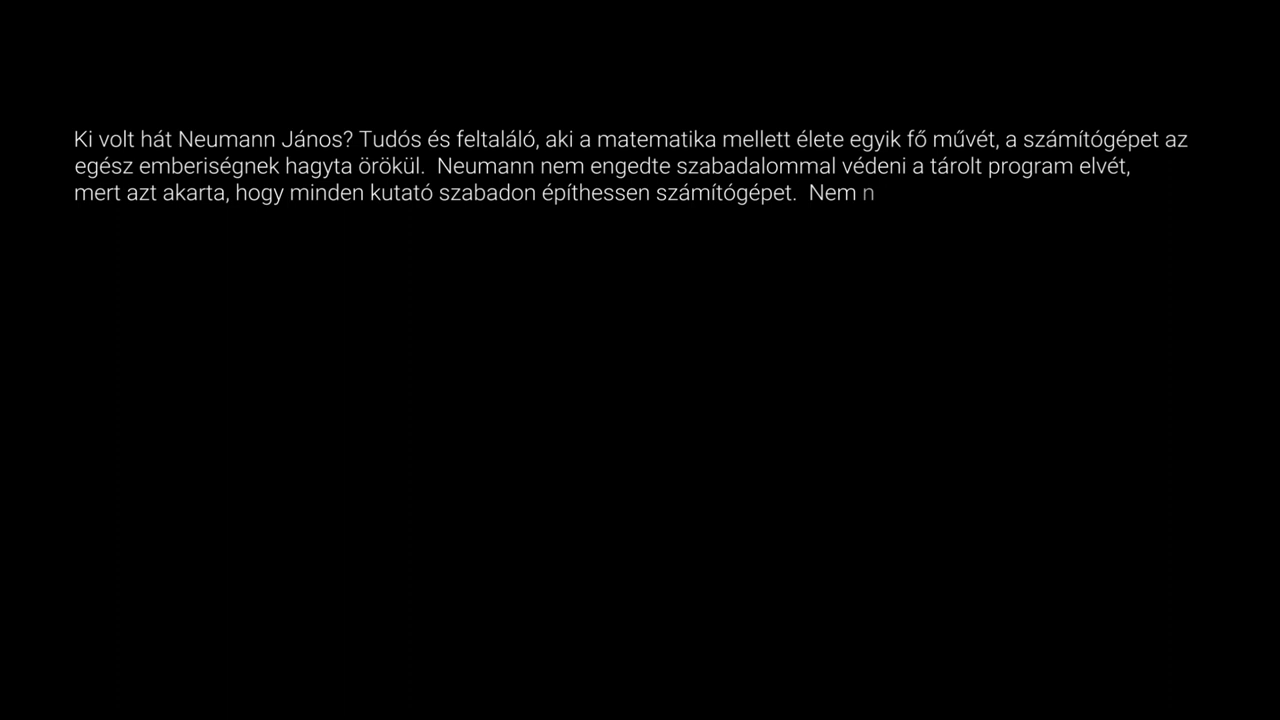 Ki volt hát Neumann János? Tudós és feltaláló, aki a matematika mellett élete egyik fő művét, a számítógépet az
egész emberiségnek hagyta örökül.  Neumann nem engedte szabadalommal védeni a tárolt program elvét,
mert azt akarta, hogy minden kutató szabadon építhessen számítógépet.  Nem n